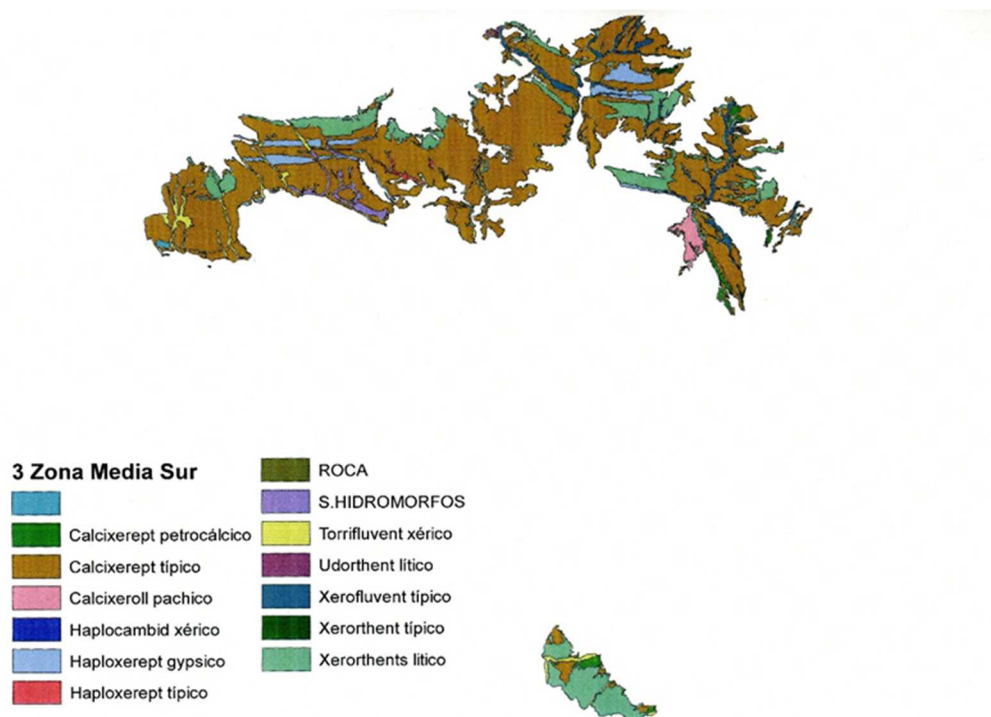 3 Zona Media Sur
Calcixerept petrocálcico
Calcixerept típico
Calcixeroll pachico
Haplocambid xérico
Haploxerept gypsico
Haploxerept típico
ROCA
S.HIDROMORFOS
Torrifluvent xérico
Udorthent lítico
Xerofluvent típico
Xerorthent típico
Xerorthents lítico